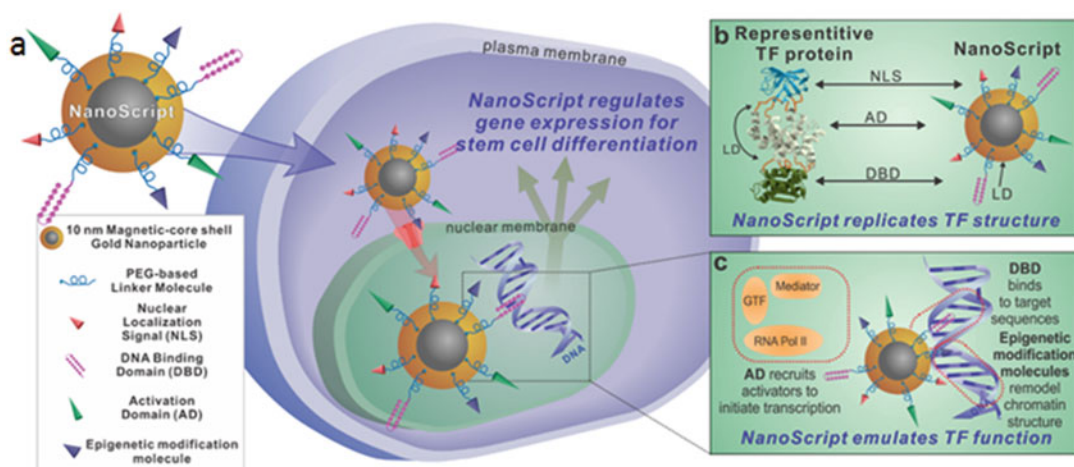 a
NanoScript
10 nm Magnetic-core shell
Gold Nanoparticle
PEG-based
Linker Molecule
Nuclear
Localization
Signal (NLS)
DNA Binding
Domain (DBD)
Activation
Domain (AD)
Epigenetic modification
molecule
plasma membrane
NanoScript regulates
gene expression for
stem cell differentiation
nuclear membrane
DNA
b
Representitive
TF protein
NanoScript
NLS
AD
LD
DBD
LD
NanoScript replicates TF structure
c
GTF
Mediator
RNA Pol II
AD recruits
activators to
initiate transcription
DBD
binds
to target
sequences
Epigenetic
modification
molecules
remodel
chromatin
structure
NanoScript emulates TF function